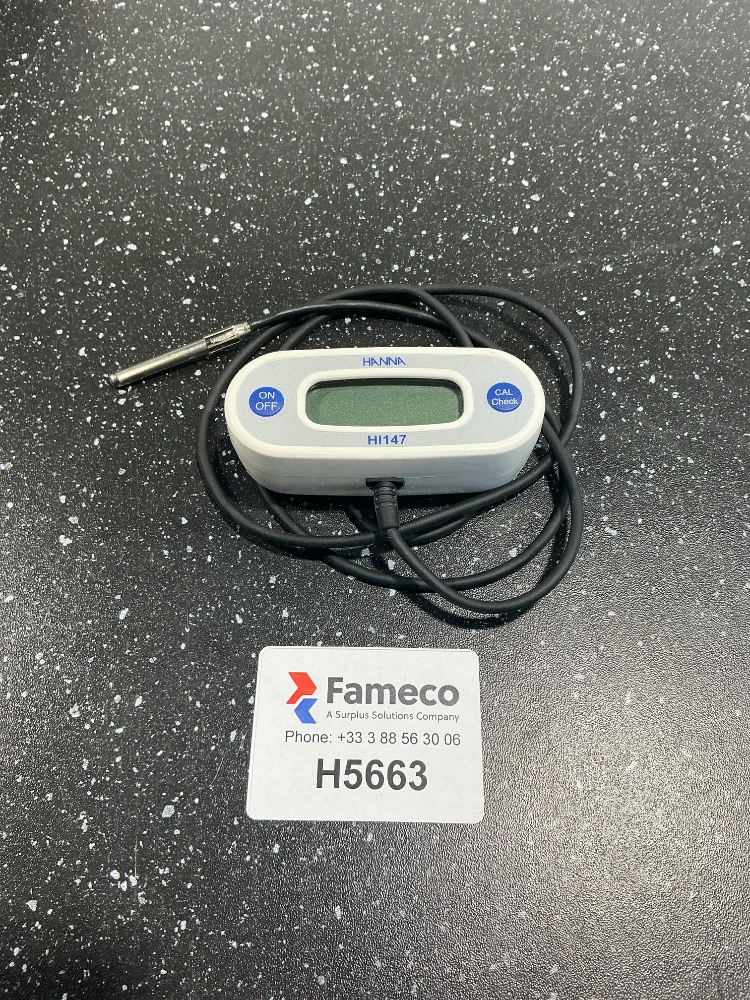 HANNA
ON
OFF
CAL
Check
HI147
Fameco
A Surplus Solutions Company
Phone: +33 3 88 56 30 06
H5663